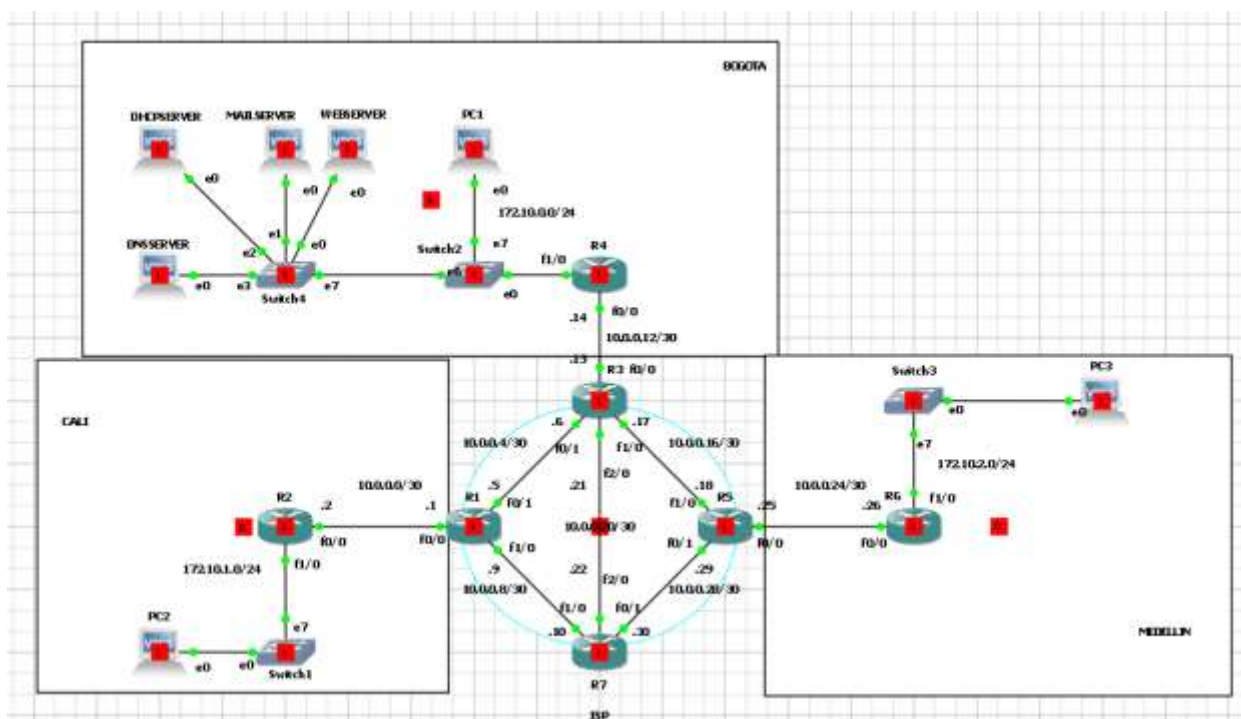 BOGOTA
DHCPSERVER
MAILSERVER
WEBSERVER
PC1
e0
e0
e0
e0
172.10.0.0/24
e1
e0
e2
e7
R4
DNSSERVER
Switch2
f1/0
e6
e0
e3
e7
e0
Switch4
.14
f0/0
10.0.0.12/30
.13
R3 f0/0
Switch3
PC3
e0
e0
CALI
.6
.17
10.0.0.4/30
10.0.0.16/30
f0/1
f1/0
e7
f2/0
172.10.2.0/24
10.0.0.0/30
.5
.21
.18
10.0.0.24/30
R2
R1
f0/1
f1/0
R5
.25
.26
R6
f1/0
.2
.1
f0/0
f0/0
f0/1
f0/0
f0/0
f1/0
172.10.1.0/24
f1/0
.9
.22
.29
10.0.0.8/30
f2/0
10.0.0.28/30
f1/0
f0/1
PC2
e7
.10
.30
MEDELLIN
e0
e0
Switch1
R7
ISP